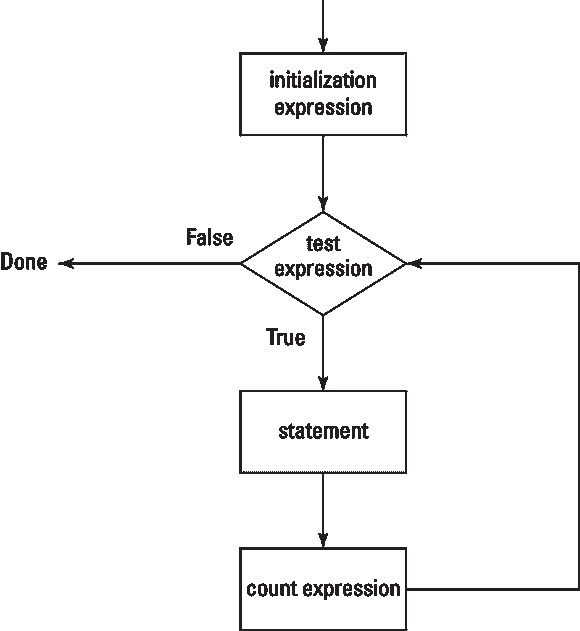 initialization
expression
False
test
expression
Done
True
statement
count expression